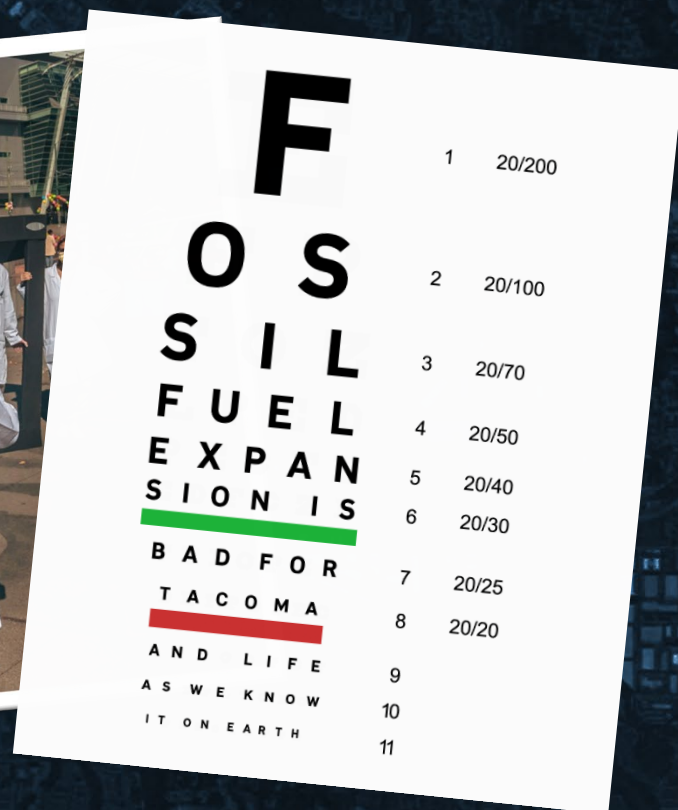 F 1 20/200
O S 2 20/100
S I L 3 20/70
F U E L 4 20/50
E X P A N 5 20/40
S I O N I S 6 20/30
B A D F O R 7 20/25
T A C O M A 8 20/20
A N D L I F E 9
A S W E K N O W 10
I T O N E A R T H 11